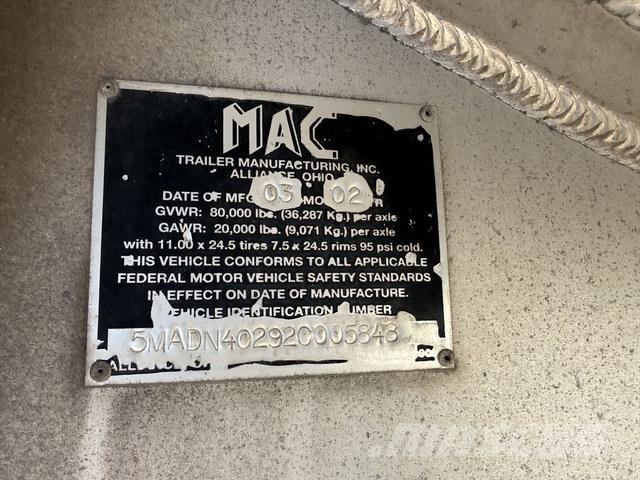 MAC
TRAILER MANUFACTURING, INC.
ALLIANCE, OHIO
03 02
DATE OF MFG
GVWR: 80,000 lbs. (36,287 Kg.) per axle
GAWR: 20,000 lbs. (9,071 Kg.) per axle
with 11.00 x 24.5 tires 7.5 x 24.5 rims 95 psi cold.
THIS VEHICLE CONFORMS TO ALL APPLICABLE
FEDERAL MOTOR VEHICLE SAFETY STANDARDS
IN EFFECT ON DATE OF MANUFACTURE.
VEHICLE IDENTIFICATION NUMBER
5MADN40292C005848